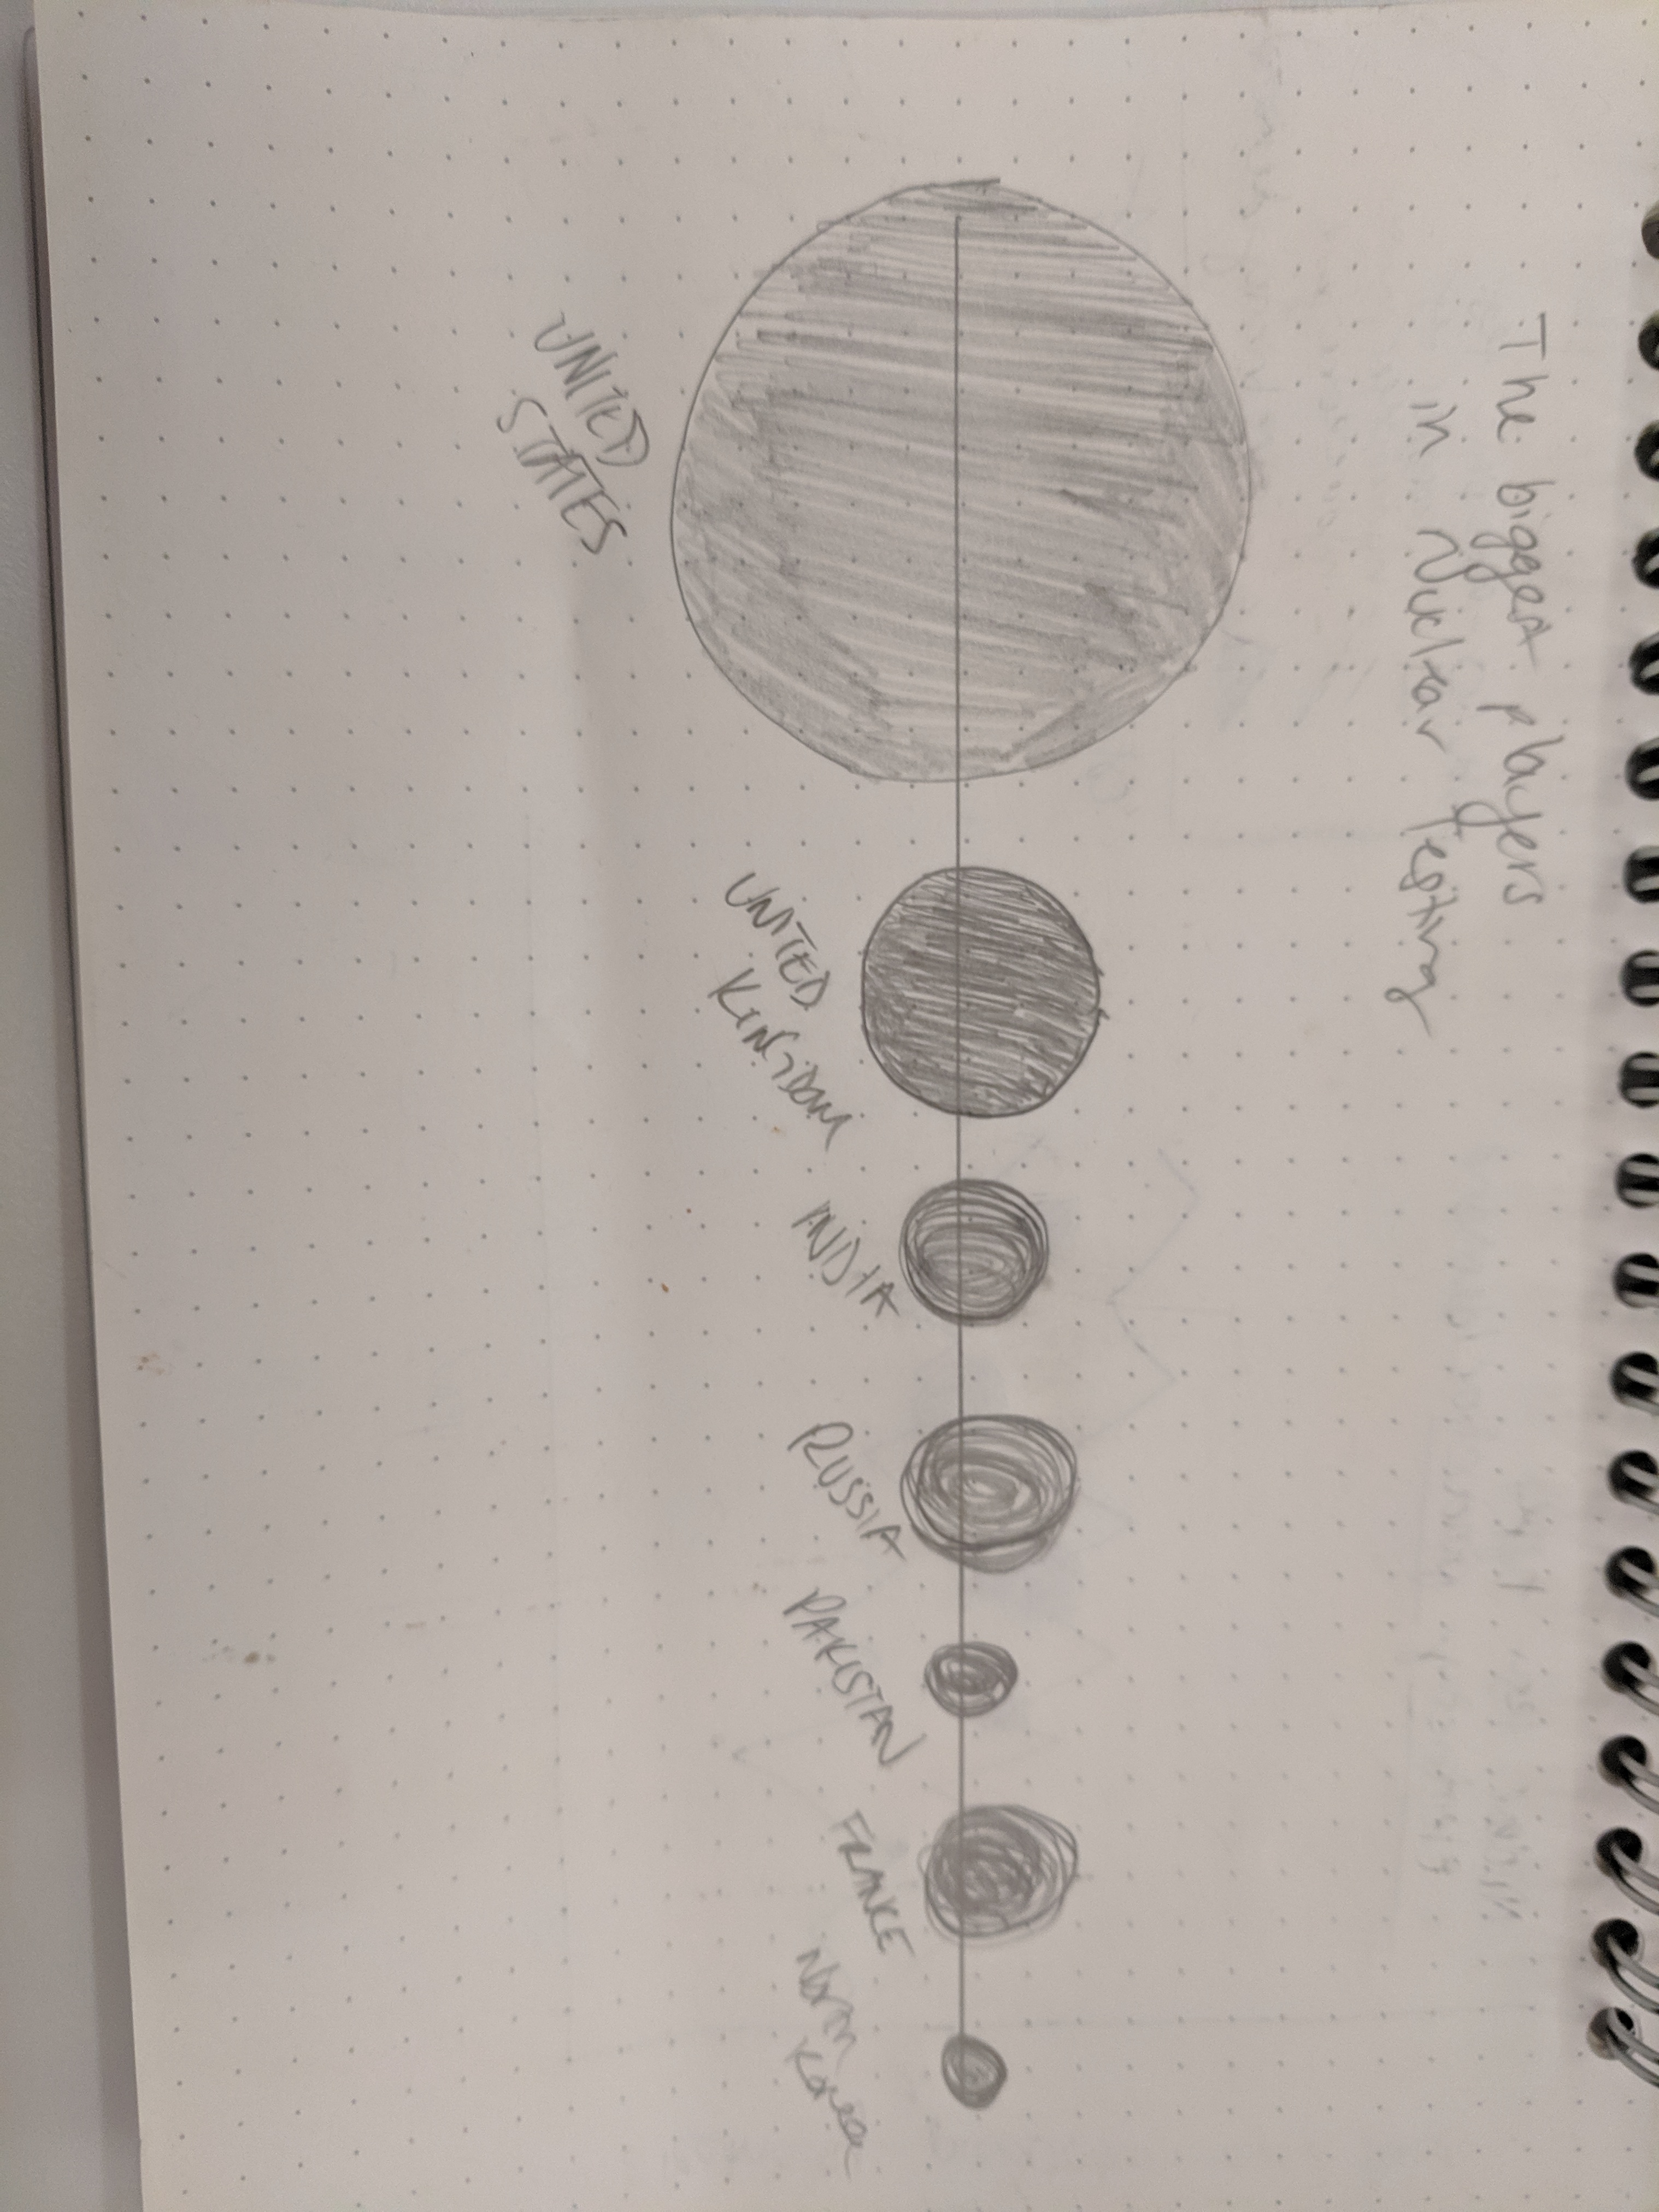 The biggest players
in Nuclear Testing
UNITED
STATES
UNITED
KINGDOM
INDIA
RUSSIA
PAKISTAN
FRANCE
North
Korea